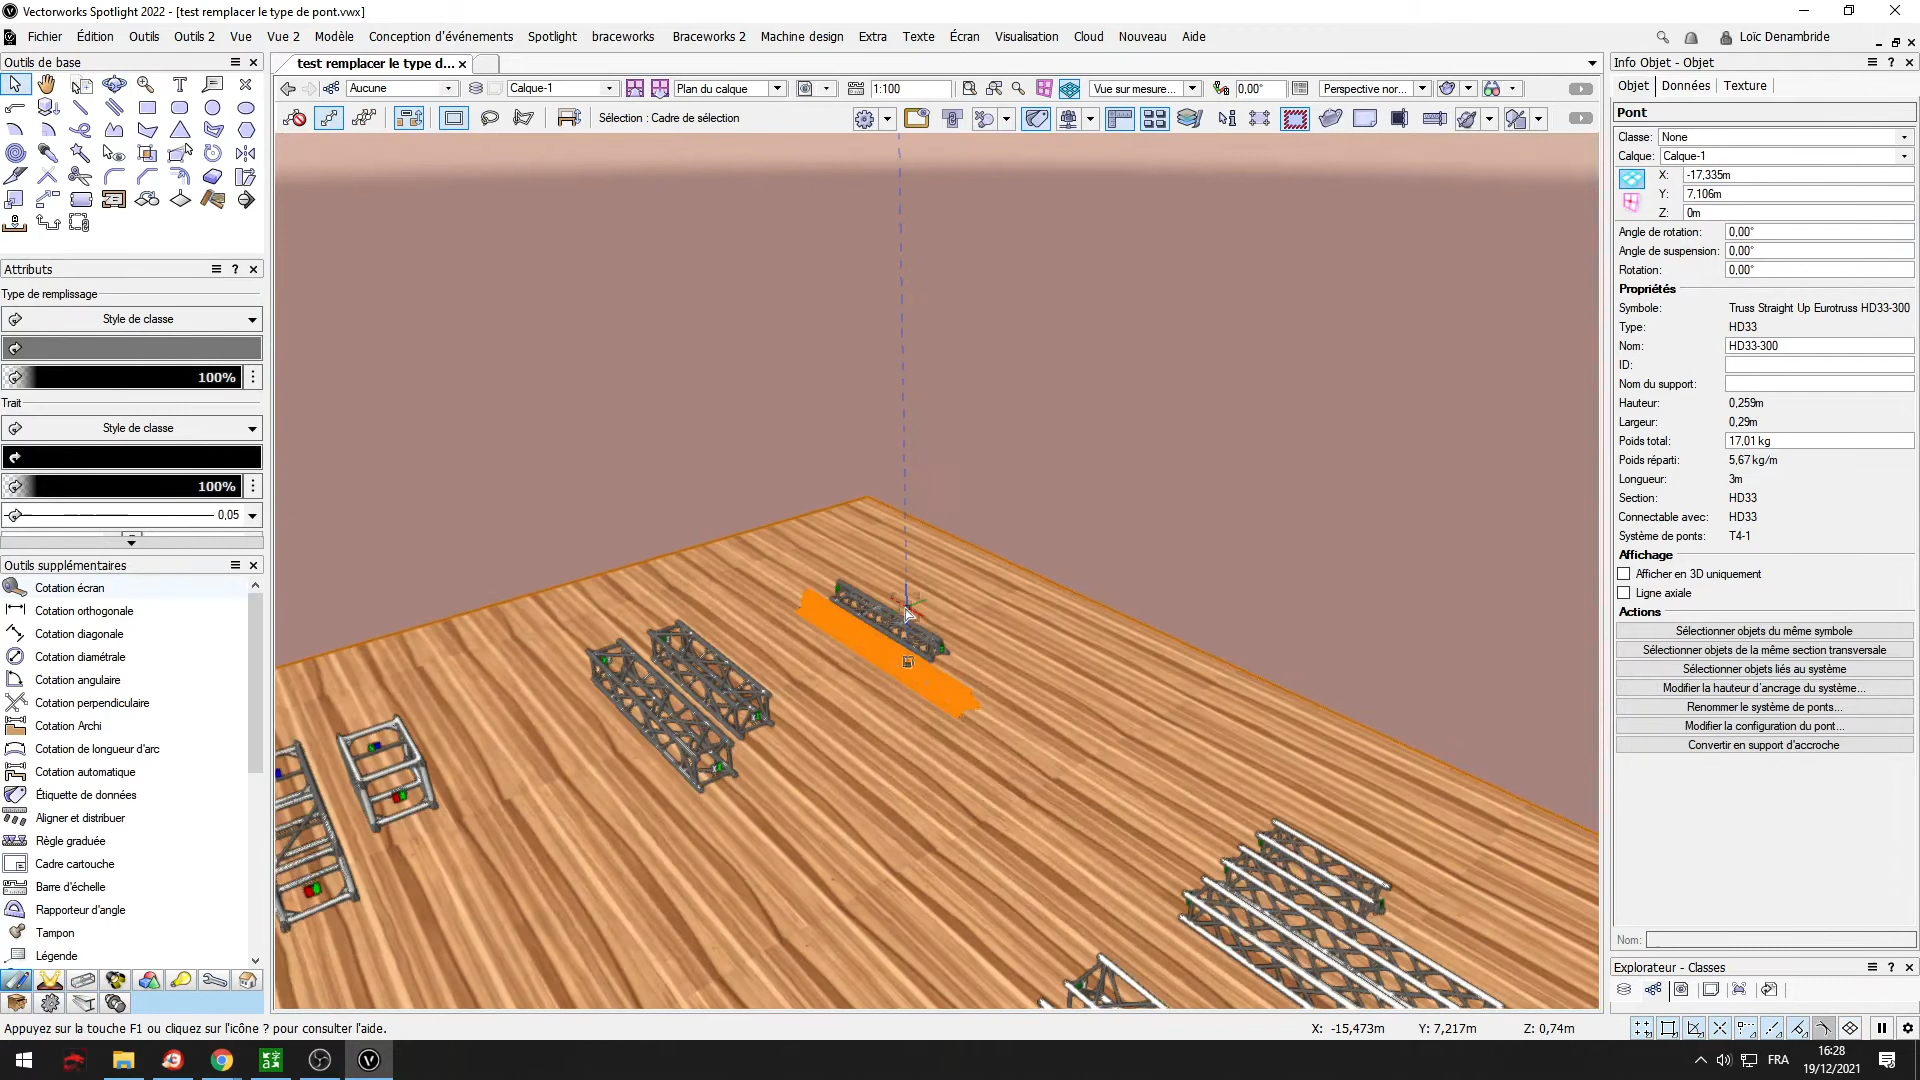 Vectorworks Spotlight 2022 - [test remplacer le type de pont.vwx]
Fichier Édition Outils Outils 2 Vue Vue 2 Modèle Conception d'événements Spotlight braceworks Braceworks 2 Machine design Extra Texte Écran Visualisation Cloud Nouveau Aide Loïc Denambride
Outils de base
test remplacer le type d... ×
Aucune Calque-1 Plan du calque 1:100 Vue sur mesure... 0,00° Perspective nor...
Sélection : Cadre de sélection
Attributs
Type de remplissage
Style de classe
100%
Trait
Style de classe
100%
0,05
Outils supplémentaires
Cotation écran
Cotation orthogonale
Cotation diagonale
Cotation diamétrale
Cotation angulaire
Cotation perpendiculaire
Cotation Archi
Cotation de longueur d'arc
Cotation automatique
Étiquette de données
Aligner et distribuer
Règle graduée
Cadre cartouche
Barre d'échelle
Rapporteur d'angle
Tampon
Légende
Info Objet - Objet
Objet Données Texture
Pont
Classe: None
Calque: Calque-1
X: -17,335m
Y: 7,106m
Z: 0m
Angle de rotation: 0,00°
Angle de suspension: 0,00°
Rotation: 0,00°
Propriétés
Symbole: Truss Straight Up Eurotruss HD33-300
Type: HD33
Nom: HD33-300
ID:
Nom du support:
Hauteur: 0,259m
Largeur: 0,29m
Poids total: 17,01 kg
Poids réparti: 5,67 kg/m
Longueur: 3m
Section: HD33
Connectable avec: HD33
Système de ponts: T4-1
Affichage
Afficher en 3D uniquement
Ligne axiale
Actions
Sélectionner objets du même symbole
Sélectionner objets de la même section transversale
Sélectionner objets liés au système
Modifier la hauteur d'ancrage du système...
Renommer le système de ponts...
Modifier la configuration du pont...
Convertir en support d'accroche
Nom:
Explorateur - Classes
Appuyez sur la touche F1 ou cliquez sur l'icône ? pour consulter l'aide.
X: -15,473m Y: 7,217m Z: 0,74m
FRA
16:28
19/12/2021